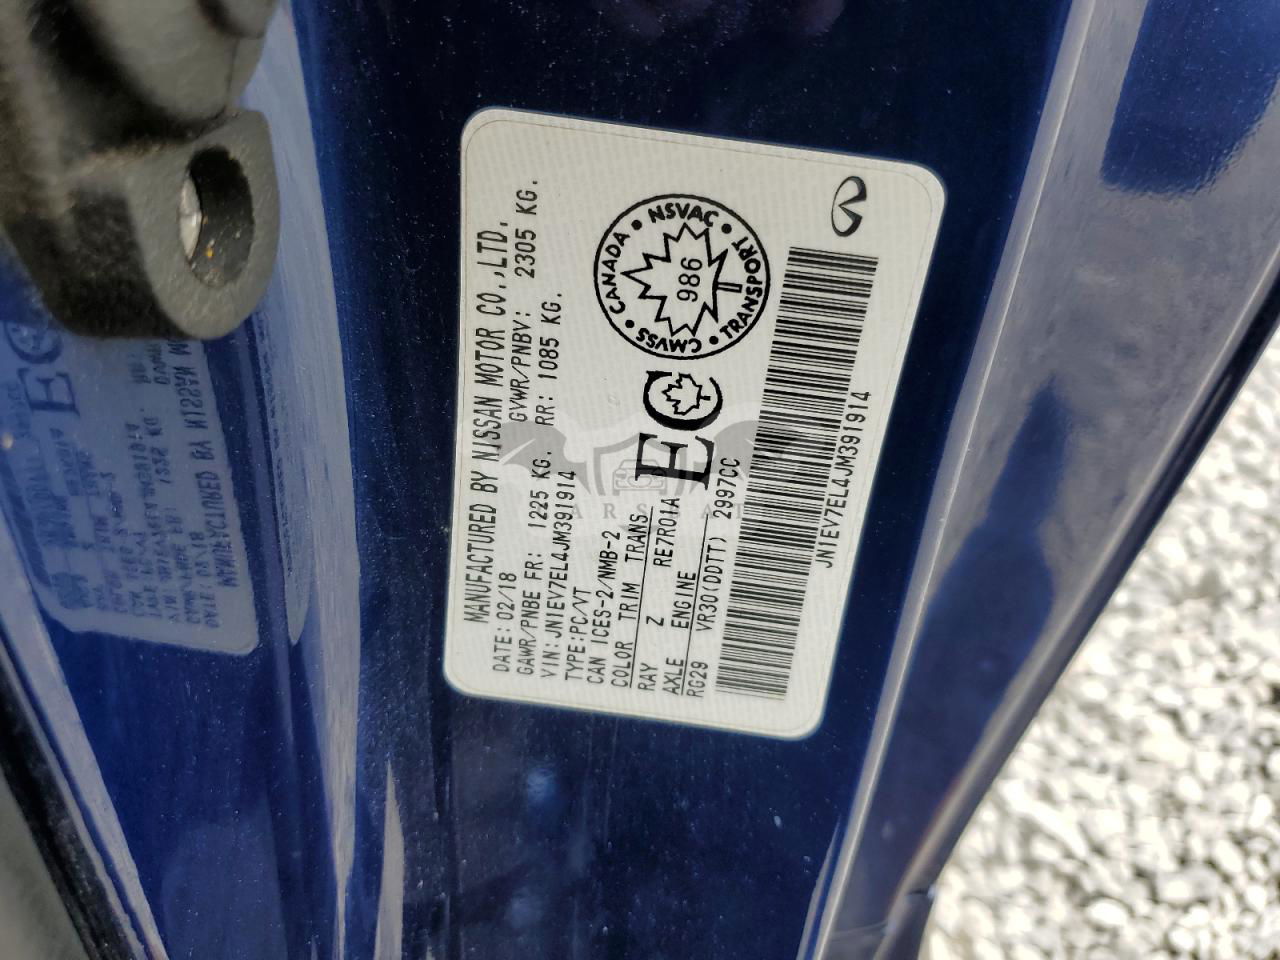 MANUFACTURED BY NISSAN MOTOR CO.,LTD.
DATE: 02/18 GVWR/PNBV: 2305 KG.
GAWR/PNBE FR: 1225 KG. RR: 1085 KG.
VIN: JN1EV7EL4JM391914
TYPE:PC/VT
CAN ICES-2/NMB-2
COLOR TRIM TRANS
RAY Z RE7R01A
AXLE ENGINE
RG29 VR30(DDTT) 2997CC
EC
CANADA • NSVAC • TRANSPORT • CMVSS •
986
JN1EV7EL4JM391914